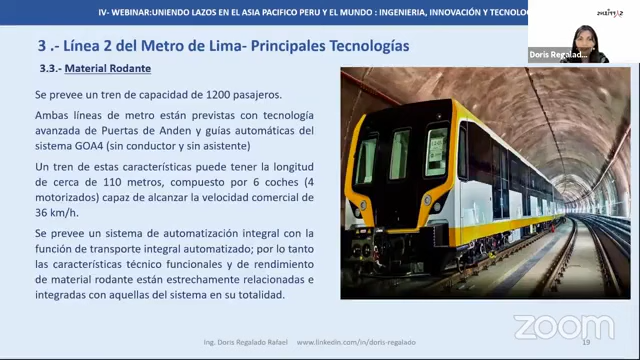 IV- WEBINAR:UNIENDO LAZOS EN EL ASIA PACIFICO PERU Y EL MUNDO : INGENIERIA, INNOVACIÓN Y TECNOLO
3 .- Línea 2 del Metro de Lima- Principales Tecnologías
Doris Regalad...
3.3.- Material Rodante
Se prevee un tren de capacidad de 1200 pasajeros.
Ambas líneas de metro están previstas con tecnología
avanzada de Puertas de Anden y guías automáticas del
sistema GOA4 (sin conductor y sin asistente)
Un tren de estas características puede tener la longitud
de cerca de 110 metros, compuesto por 6 coches (4
motorizados) capaz de alcanzar la velocidad comercial de
36 km/h.
Se prevee un sistema de automatización integral con la
función de transporte integral automatizado; por lo tanto
las características técnico funcionales y de rendimiento
de material rodante están estrechamente relacionadas e
integradas con aquellas del sistema en su totalidad.
Ing. Doris Regalado Rafael www.linkedin.com/in/doris-regalado
19
zoom